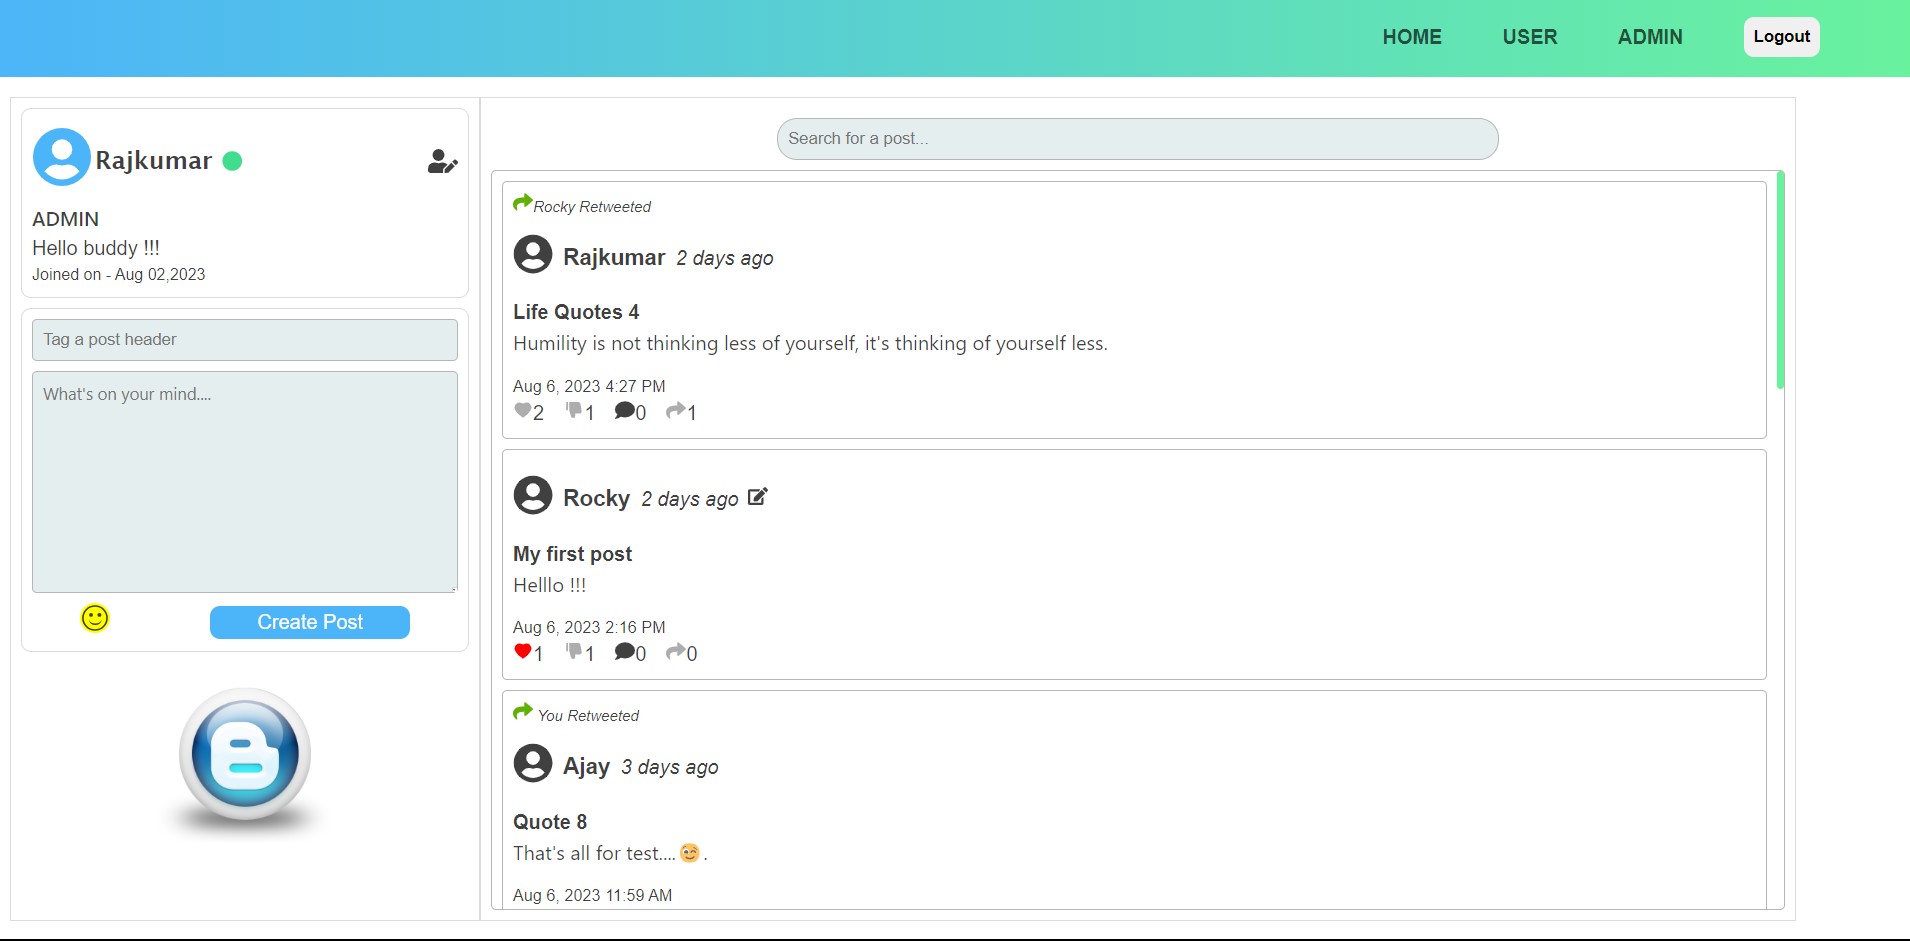 HOME USER ADMIN Logout
Rajkumar
ADMIN
Hello buddy !!!
Joined on - Aug 02,2023
Tag a post header
What's on your mind....
Create Post
Search for a post...
Rocky Retweeted
Rajkumar 2 days ago
Life Quotes 4
Humility is not thinking less of yourself, it's thinking of yourself less.
Aug 6, 2023 4:27 PM
2 1 0 1
Rocky 2 days ago
My first post
Helllo !!!
Aug 6, 2023 2:16 PM
1 1 0 0
You Retweeted
Ajay 3 days ago
Quote 8
That's all for test....😉.
Aug 6, 2023 11:59 AM